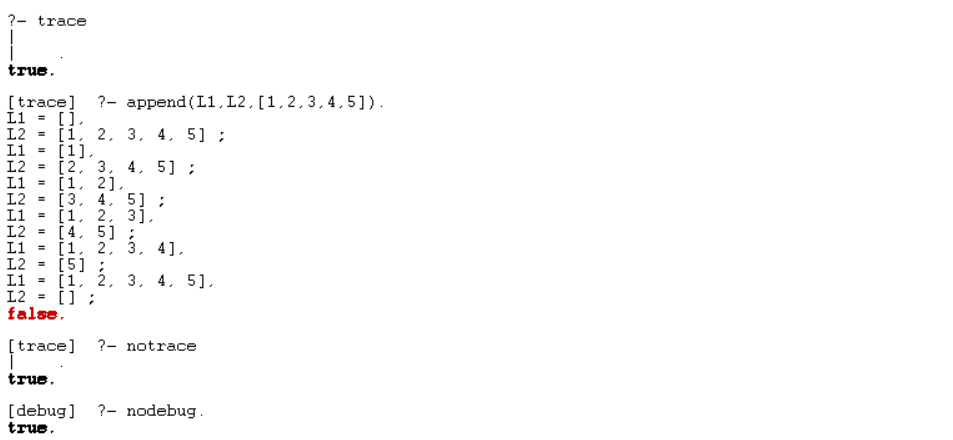 ?- trace
|
|    .
true.
[trace]  ?- append(L1,L2,[1,2,3,4,5]).
L1 = [],
L2 = [1, 2, 3, 4, 5] ;
L1 = [1],
L2 = [2, 3, 4, 5] ;
L1 = [1, 2],
L2 = [3, 4, 5] ;
L1 = [1, 2, 3],
L2 = [4, 5] ;
L1 = [1, 2, 3, 4],
L2 = [5] ;
L1 = [1, 2, 3, 4, 5],
L2 = [] ;
false.
[trace]  ?- notrace
|    .
true.
[debug]  ?- nodebug.
true.